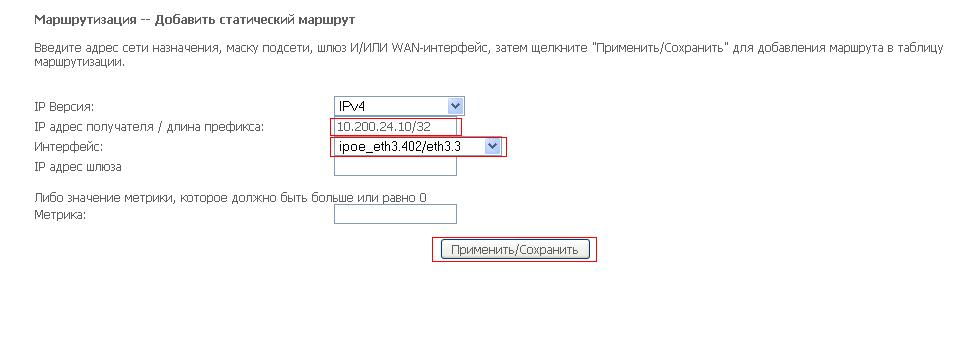 Маршрутизация -- Добавить статический маршрут
Введите адрес сети назначения, маску подсети, шлюз И/ИЛИ WAN-интерфейс, затем щелкните "Применить/Сохранить" для добавления маршрута в таблицу
маршрутизации.
IP Версия: IPv4
IP адрес получателя / длина префикса: 10.200.24.10/32
Интерфейс: ipoe_eth3.402/eth3.3
IP адрес шлюза
Либо значение метрики, которое должно быть больше или равно 0
Метрика:
Применить/Сохранить